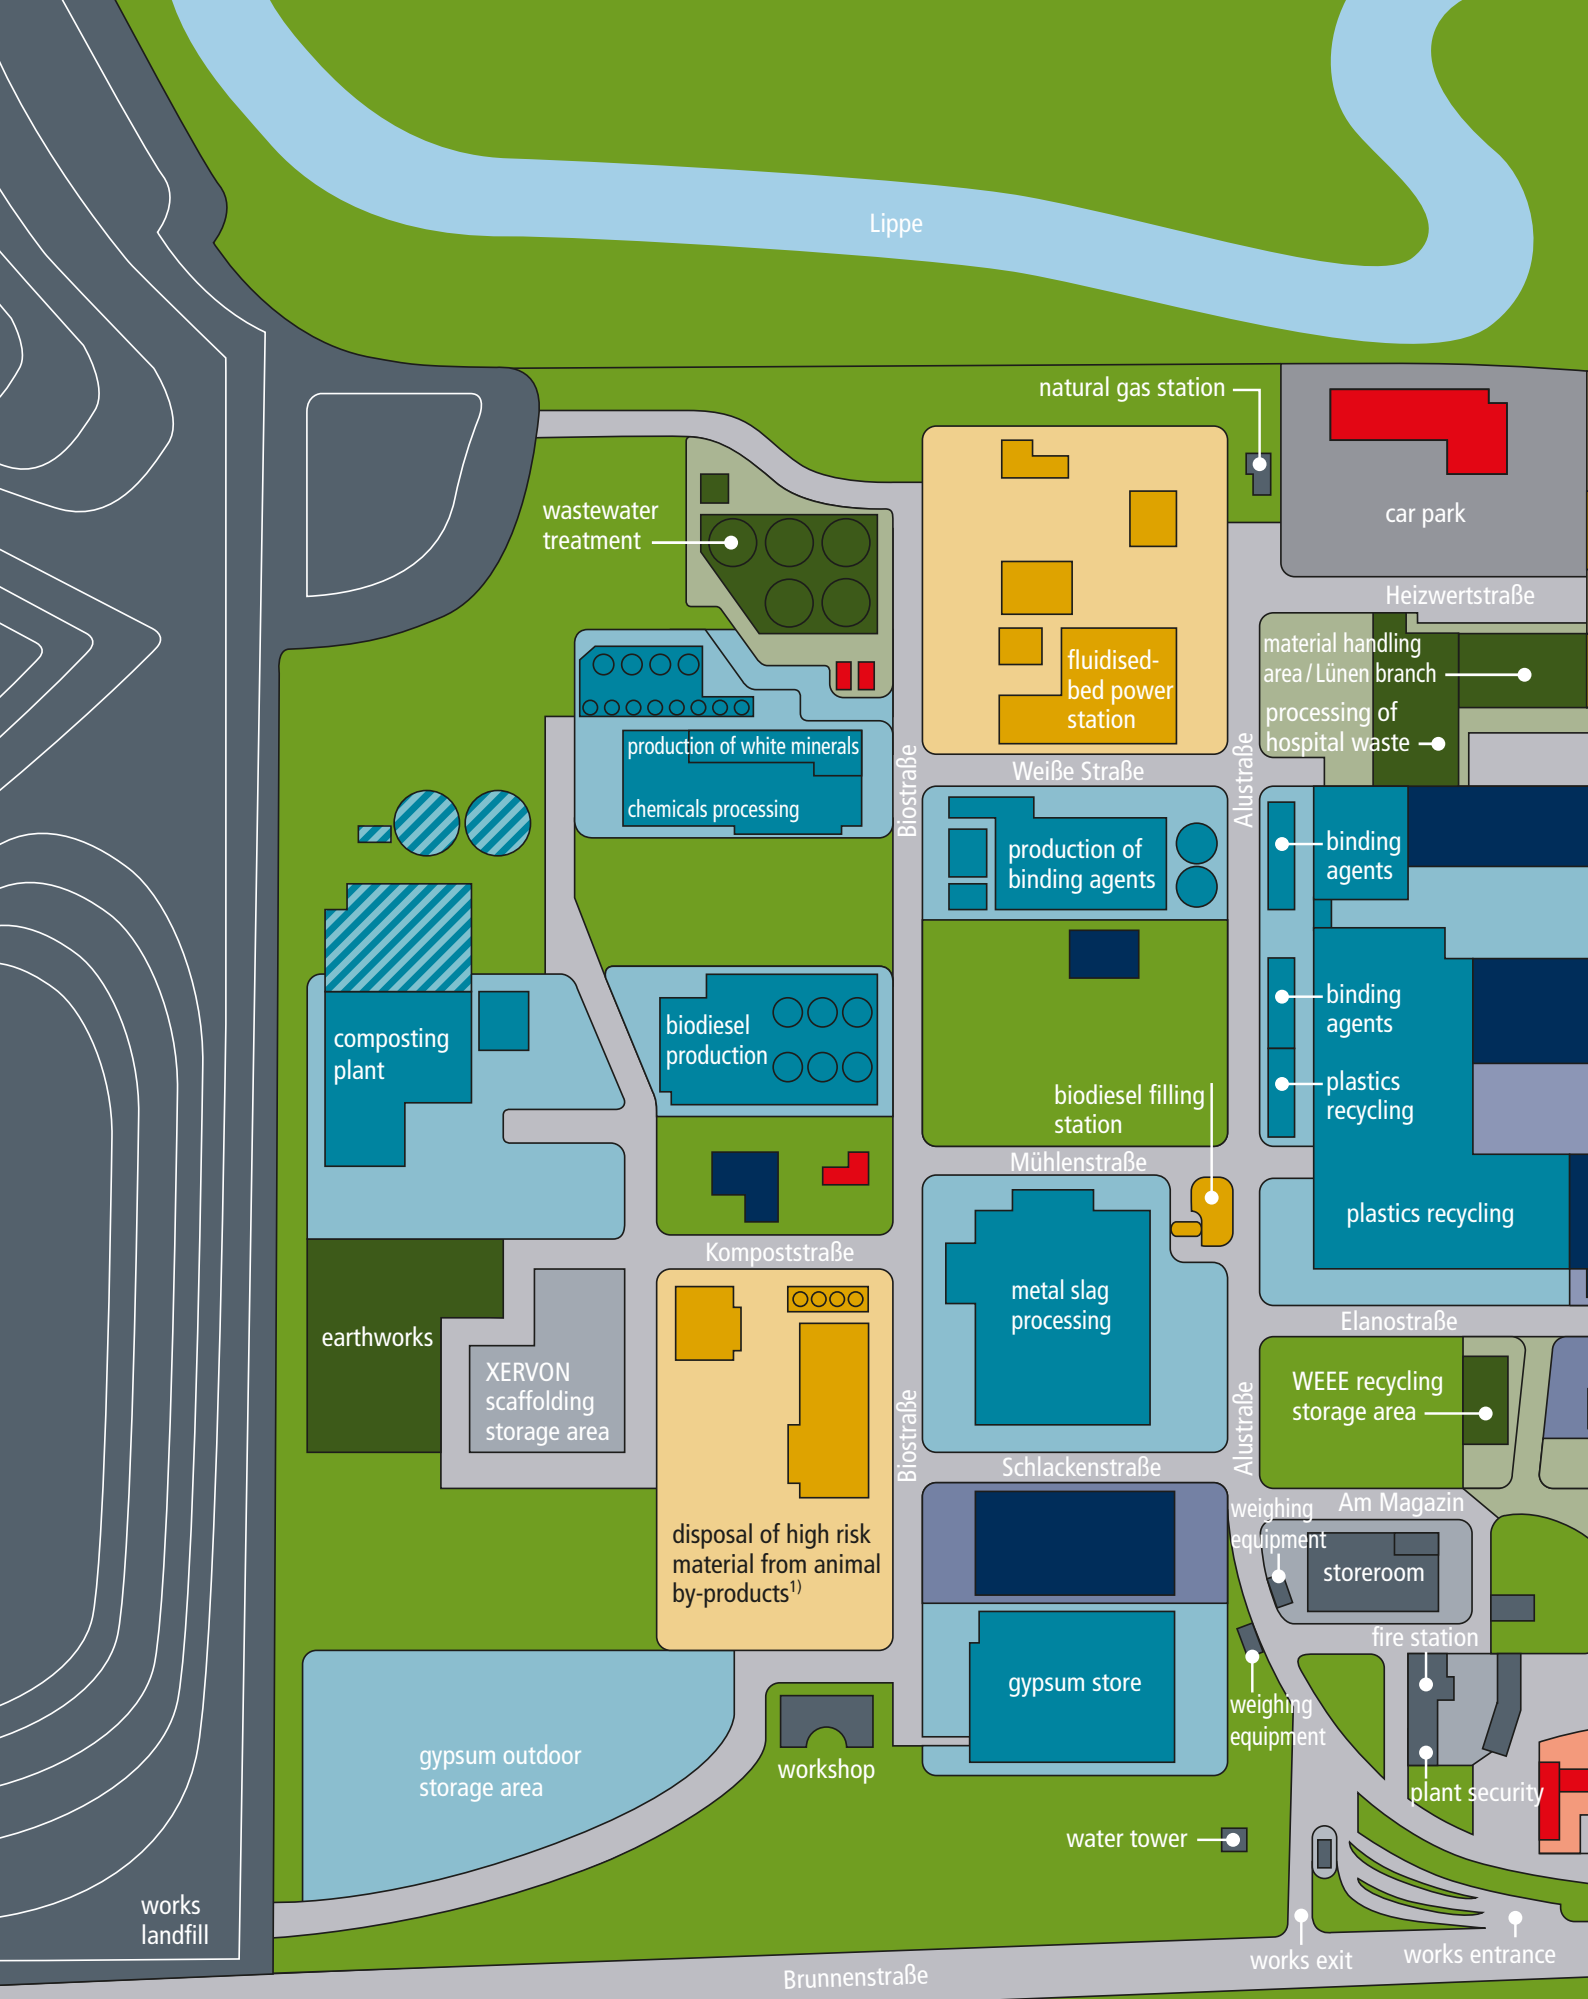 Lippe
natural gas station
car park
wastewater
treatment
Heizwertstraße
material handling
area / Lünen branch
fluidised-
bed power
station
processing of
hospital waste
production of white minerals
chemicals processing
Biostraße
Weiße Straße
Alustraße
production of
binding agents
binding
agents
binding
agents
composting
plant
biodiesel
production
plastics
recycling
biodiesel filling
station
Mühlenstraße
plastics recycling
Kompoststraße
metal slag
processing
Elanostraße
earthworks
XERVON
scaffolding
storage area
WEEE recycling
storage area
Biostraße
Alustraße
Schlackenstraße
Am Magazin
weighing
equipment
disposal of high risk
material from animal
by-products1)
storeroom
fire station
gypsum store
weighing
equipment
gypsum outdoor
storage area
workshop
plant security
water tower
works
landfill
works exit
works entrance
Brunnenstraße